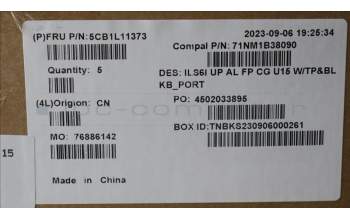 (P)FRU P/N:5CB1L11373
2023-09-06 19:25:34
Compal P/N: 71NM1B38090
Quantity: 5
DES: ILS6I UP AL FP CG U15 W/TP&BL
KB_PORT
(4L)Origion: CN
PO: 4502033895
MO: 76886142
BOX ID:TNBKS230906000261
15
Made in China